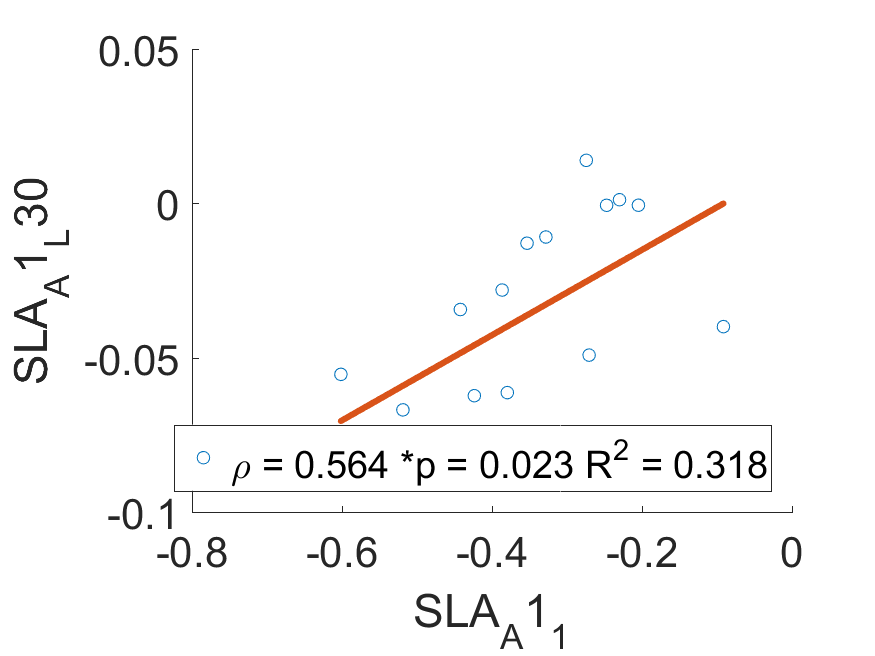 0.05
0
-0.05
-0.1
SLA_A1_L30
ρ = 0.564 *p = 0.023 R² = 0.318
-0.8 -0.6 -0.4 -0.2 0
SLA_A1_1